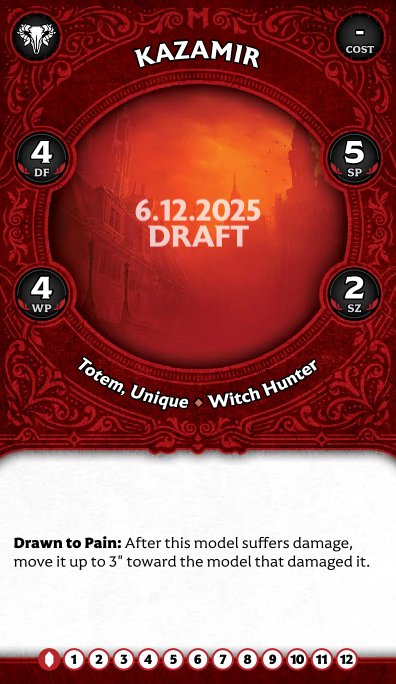 M
-
COST
KAZAMIR
4
DF
5
SP
6.12.2025
DRAFT
4
WP
2
SZ
Totem, Unique ◆ Witch Hunter
Drawn to Pain: After this model suffers damage,
move it up to 3" toward the model that damaged it.
1 2 3 4 5 6 7 8 9 10 11 12